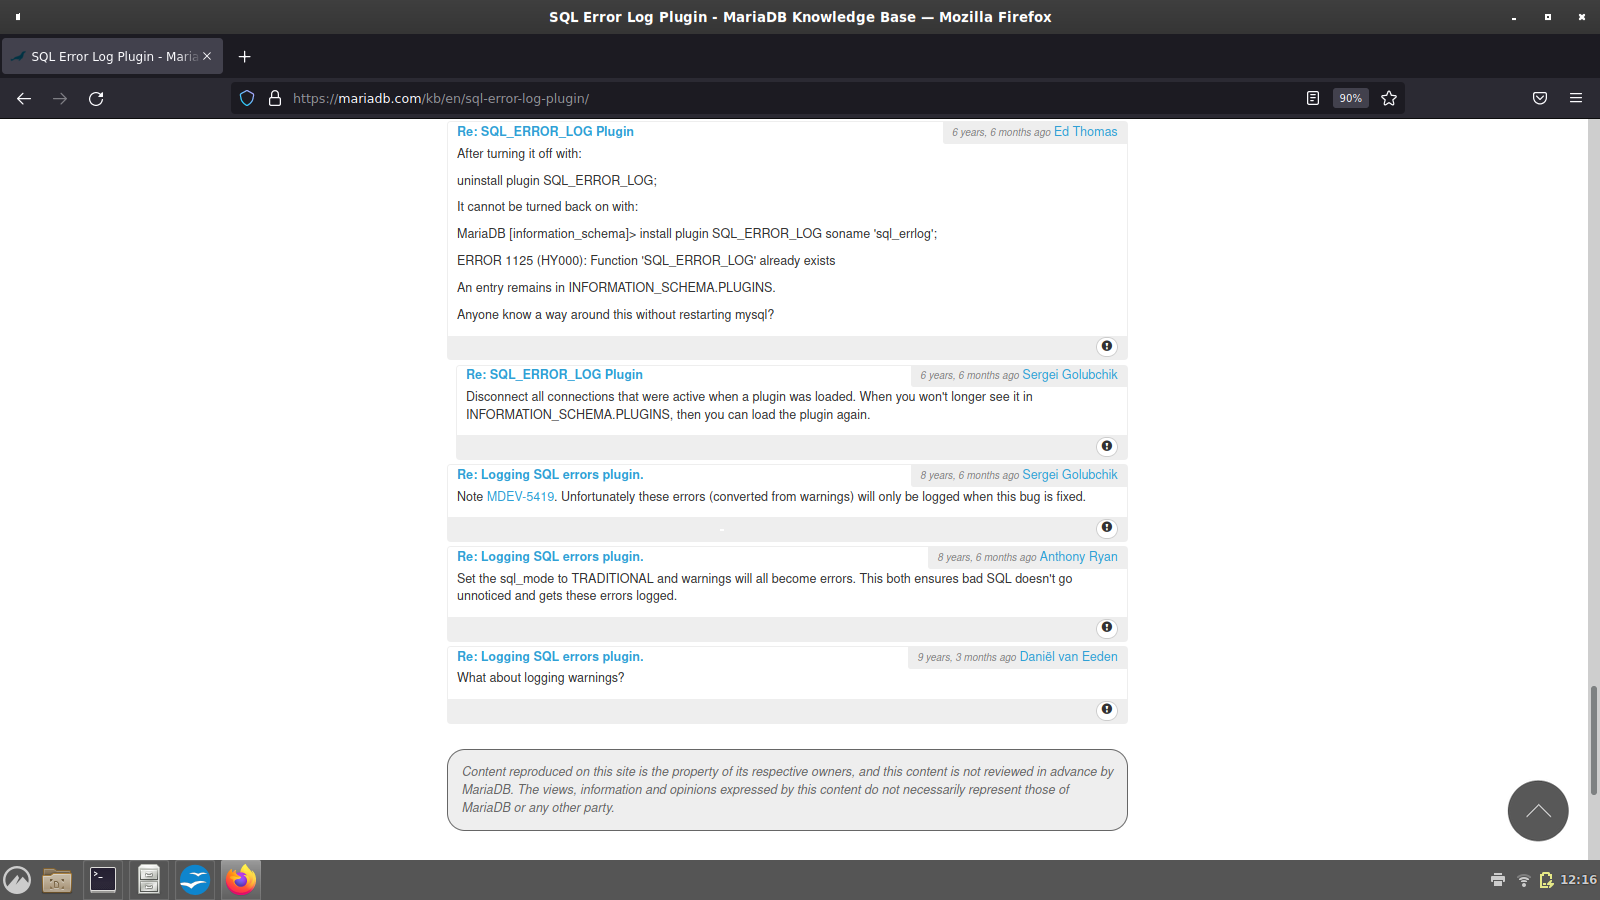 SQL Error Log Plugin - MariaDB Knowledge Base — Mozilla Firefox
SQL Error Log Plugin - Maria
https://mariadb.com/kb/en/sql-error-log-plugin/
90%
Re: SQL_ERROR_LOG Plugin
6 years, 6 months ago Ed Thomas
After turning it off with:
uninstall plugin SQL_ERROR_LOG;
It cannot be turned back on with:
MariaDB [information_schema]> install plugin SQL_ERROR_LOG soname 'sql_errlog';
ERROR 1125 (HY000): Function 'SQL_ERROR_LOG' already exists
An entry remains in INFORMATION_SCHEMA.PLUGINS.
Anyone know a way around this without restarting mysql?
Re: SQL_ERROR_LOG Plugin
6 years, 6 months ago Sergei Golubchik
Disconnect all connections that were active when a plugin was loaded. When you won't longer see it in
INFORMATION_SCHEMA.PLUGINS, then you can load the plugin again.
Re: Logging SQL errors plugin.
8 years, 6 months ago Sergei Golubchik
Note MDEV-5419. Unfortunately these errors (converted from warnings) will only be logged when this bug is fixed.
Re: Logging SQL errors plugin.
8 years, 6 months ago Anthony Ryan
Set the sql_mode to TRADITIONAL and warnings will all become errors. This both ensures bad SQL doesn't go
unnoticed and gets these errors logged.
Re: Logging SQL errors plugin.
9 years, 3 months ago Daniël van Eeden
What about logging warnings?
Content reproduced on this site is the property of its respective owners, and this content is not reviewed in advance by
MariaDB. The views, information and opinions expressed by this content do not necessarily represent those of
MariaDB or any other party.
12:16